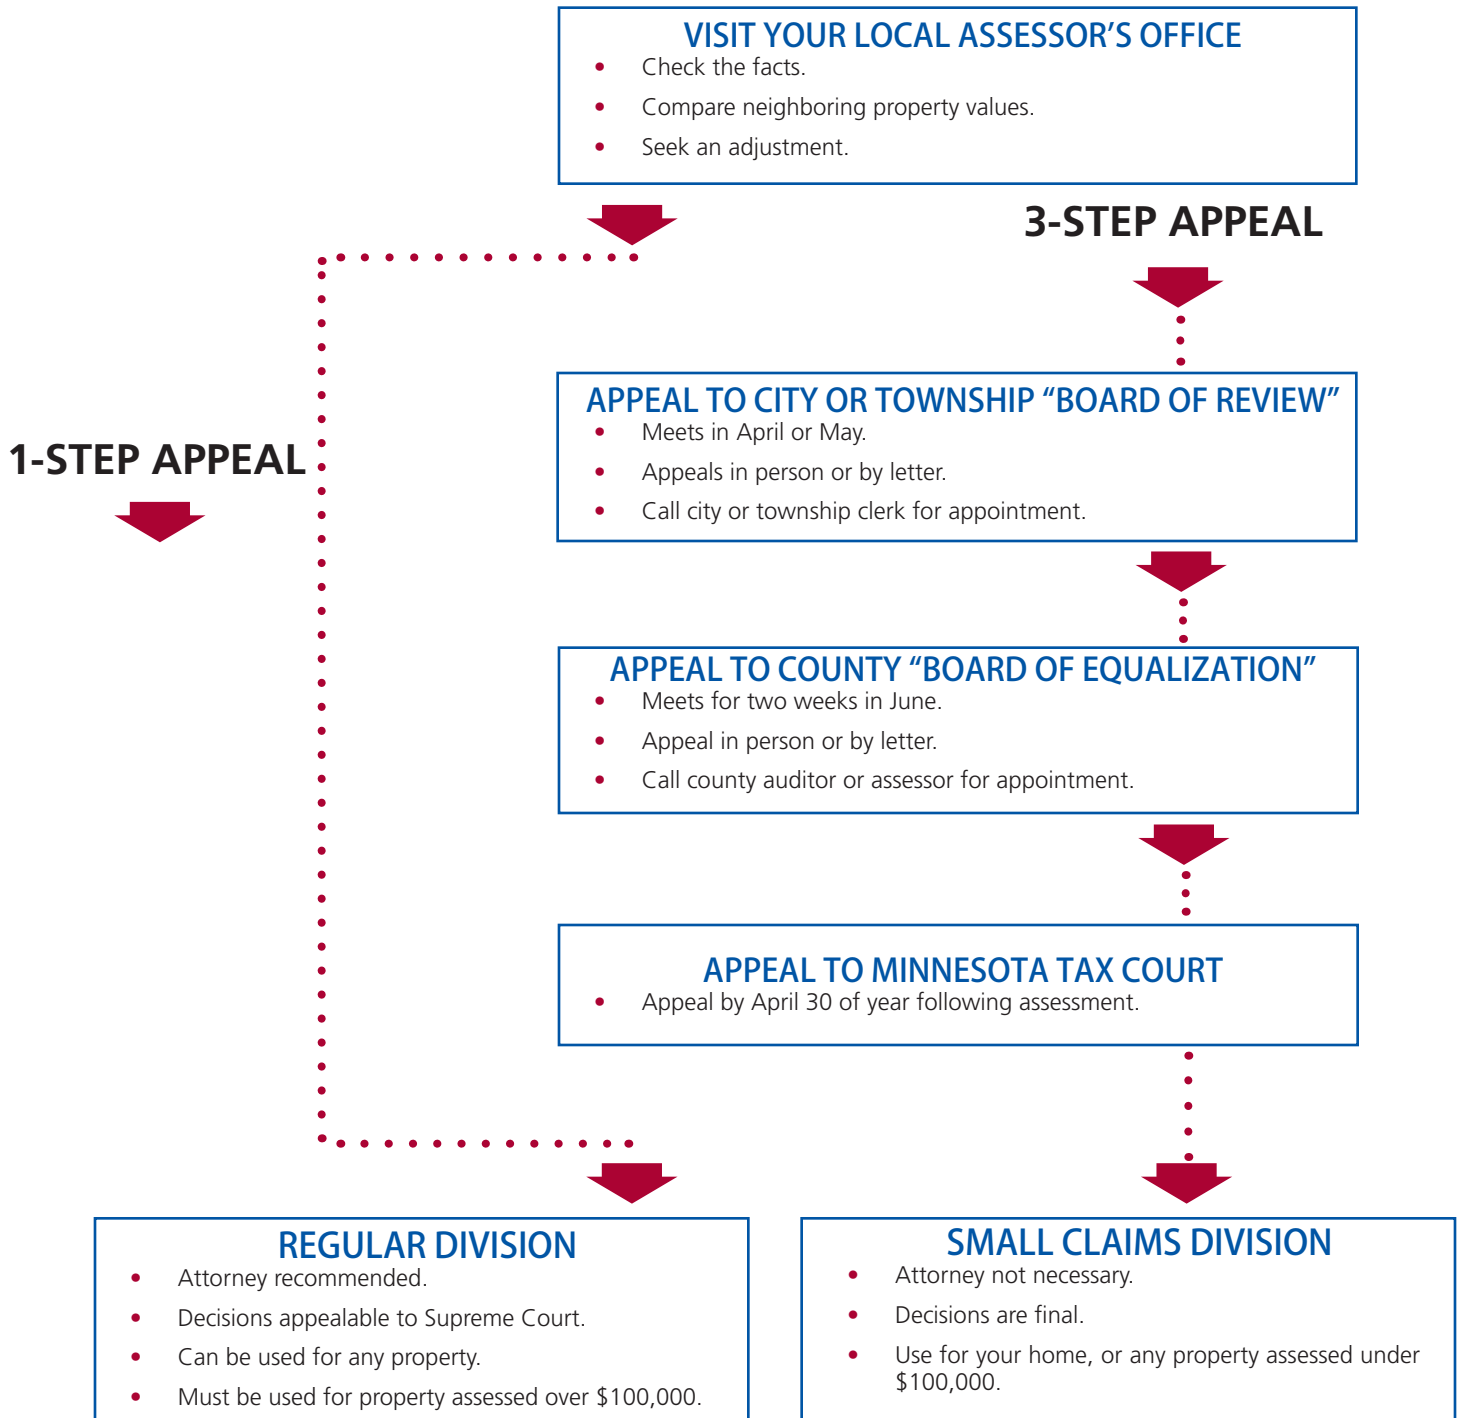 VISIT YOUR LOCAL ASSESSOR’S OFFICE
• Check the facts.
• Compare neighboring property values.
• Seek an adjustment.
3-STEP APPEAL
APPEAL TO CITY OR TOWNSHIP “BOARD OF REVIEW”
• Meets in April or May.
• Appeals in person or by letter.
• Call city or township clerk for appointment.
1-STEP APPEAL
APPEAL TO COUNTY “BOARD OF EQUALIZATION”
• Meets for two weeks in June.
• Appeal in person or by letter.
• Call county auditor or assessor for appointment.
APPEAL TO MINNESOTA TAX COURT
• Appeal by April 30 of year following assessment.
REGULAR DIVISION
• Attorney recommended.
• Decisions appealable to Supreme Court.
• Can be used for any property.
• Must be used for property assessed over $100,000.
SMALL CLAIMS DIVISION
• Attorney not necessary.
• Decisions are final.
• Use for your home, or any property assessed under
$100,000.